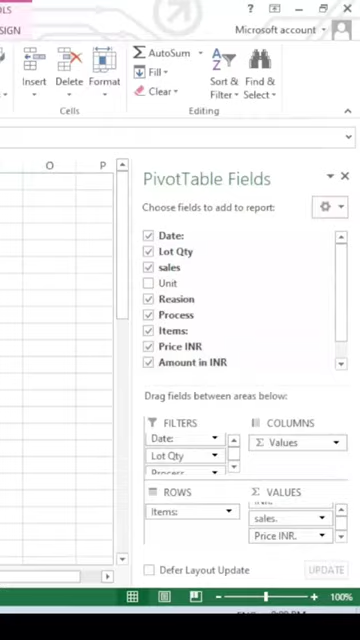 SIGN
Microsoft account
Insert
Delete
Format
Cells
AutoSum
Fill
Clear
Sort &
Filter
Find &
Select
Editing
O P
PivotTable Fields
Choose fields to add to report:
Date:
Lot Qty
sales
Unit
Reasion
Process
Items:
Price INR
Amount in INR
Drag fields between areas below:
FILTERS
Date:
Lot Qty
Process
COLUMNS
Σ Values
ROWS
Items:
Σ VALUES
sales.
Price INR.
Defer Layout Update
UPDATE
100%